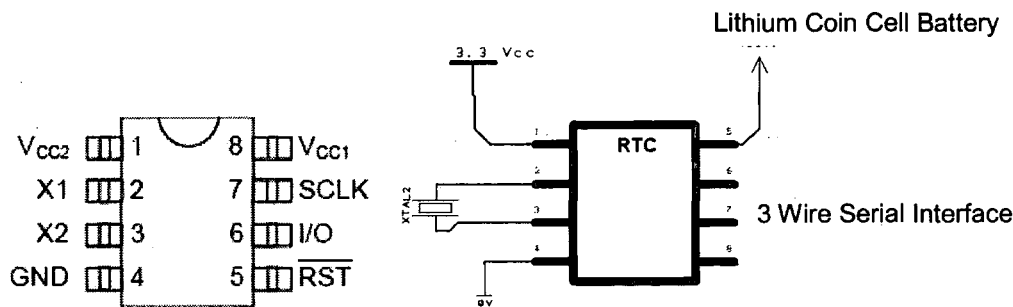 Lithium Coin Cell Battery
3.3 Vcc
VCC2 1 8 VCC1
X1 2 7 SCLK
X2 3 6 I/O
GND 4 5 RST
RTC
1
2
3
4
5
6
7
8
XTAL2
3 Wire Serial Interface
0V